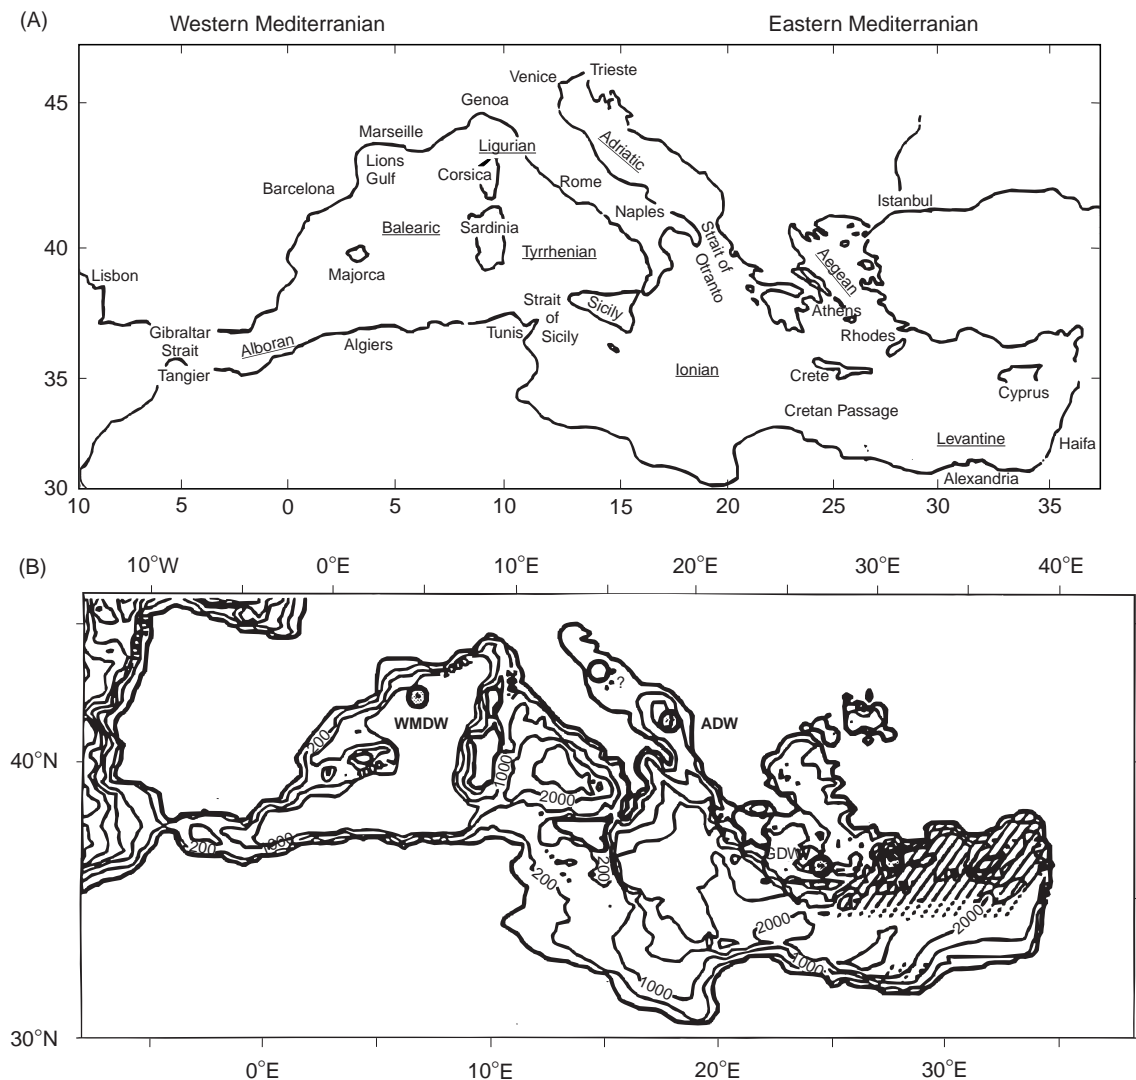 (A)
Western Mediterranian
Eastern Mediterranian
Venice
Trieste
45
Genoa
Marseille
Ligurian
Adriatic
Lions
Gulf
Corsica
Barcelona
Rome
Istanbul
Naples
Balearic
Sardinia
Strait of
Otranto
40
Tyrrhenian
Aegean
Lisbon
Majorca
Strait
of
Sicily
Sicily
Athens
Gibraltar
Strait
Alboran
Algiers
Tunis
Rhodes
Tangier
35
Ionian
Crete
Cyprus
Cretan Passage
Levantine
Haifa
Alexandria
30
10
5
0
5
10
15
20
25
30
35
(B)
10°W
0°E
10°E
20°E
30°E
40°E
?
WMDW
ADW
200
40°N
1000
2000
200
200
200
2000
2000
1000
1000
30°N
0°E
10°E
20°E
30°E